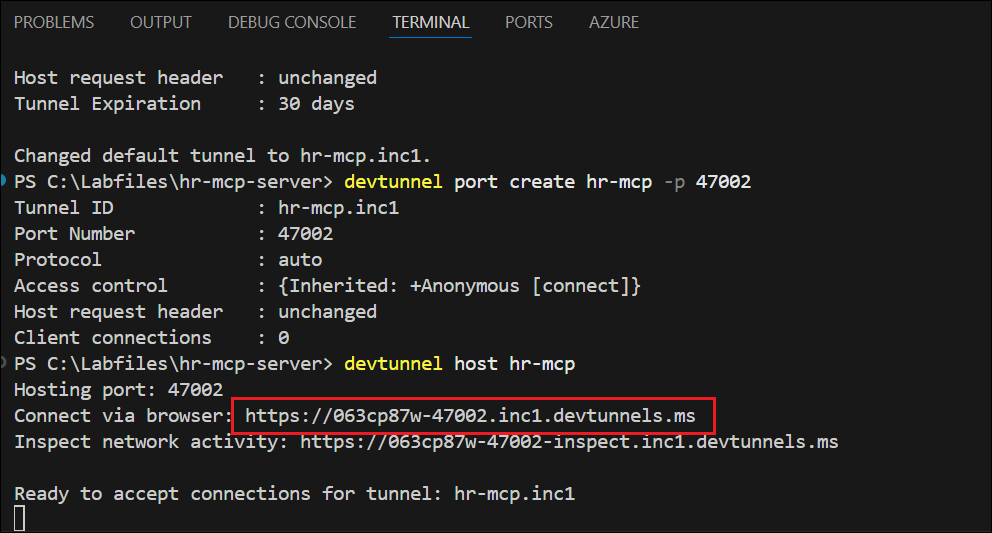 PROBLEMS OUTPUT DEBUG CONSOLE TERMINAL PORTS AZURE
Host request header : unchanged
Tunnel Expiration : 30 days
Changed default tunnel to hr-mcp.inc1.
PS C:\Labfiles\hr-mcp-server> devtunnel port create hr-mcp -p 47002
Tunnel ID : hr-mcp.inc1
Port Number : 47002
Protocol : auto
Access control : {Inherited: +Anonymous [connect]}
Host request header : unchanged
Client connections : 0
PS C:\Labfiles\hr-mcp-server> devtunnel host hr-mcp
Hosting port: 47002
Connect via browser: https://063cp87w-47002.inc1.devtunnels.ms
Inspect network activity: https://063cp87w-47002-inspect.inc1.devtunnels.ms
Ready to accept connections for tunnel: hr-mcp.inc1